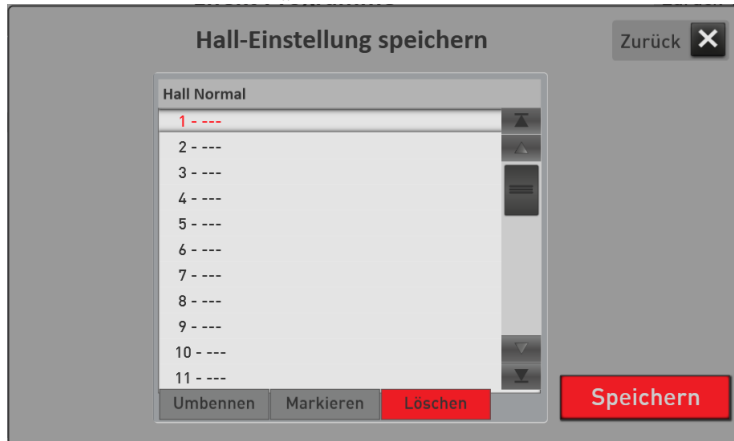 Hall-Einstellung speichern
Zurück
Hall Normal
1 - ---
2 - ---
3 - ---
4 - ---
5 - ---
6 - ---
7 - ---
8 - ---
9 - ---
10 - ---
11 - ---
Umbennen Markieren Löschen
Speichern